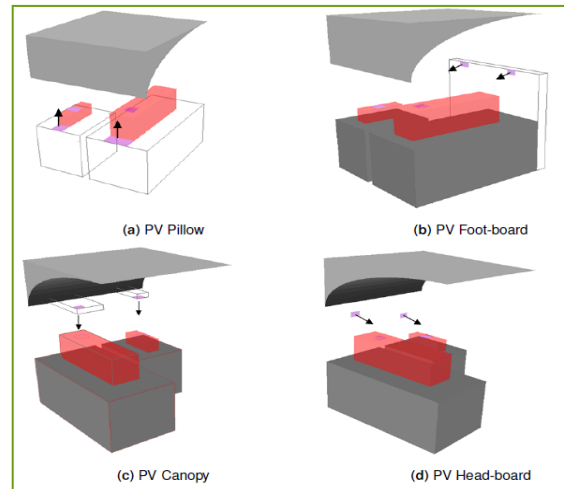 (a) PV Pillow
(b) PV Foot-board
(c) PV Canopy
(d) PV Head-board